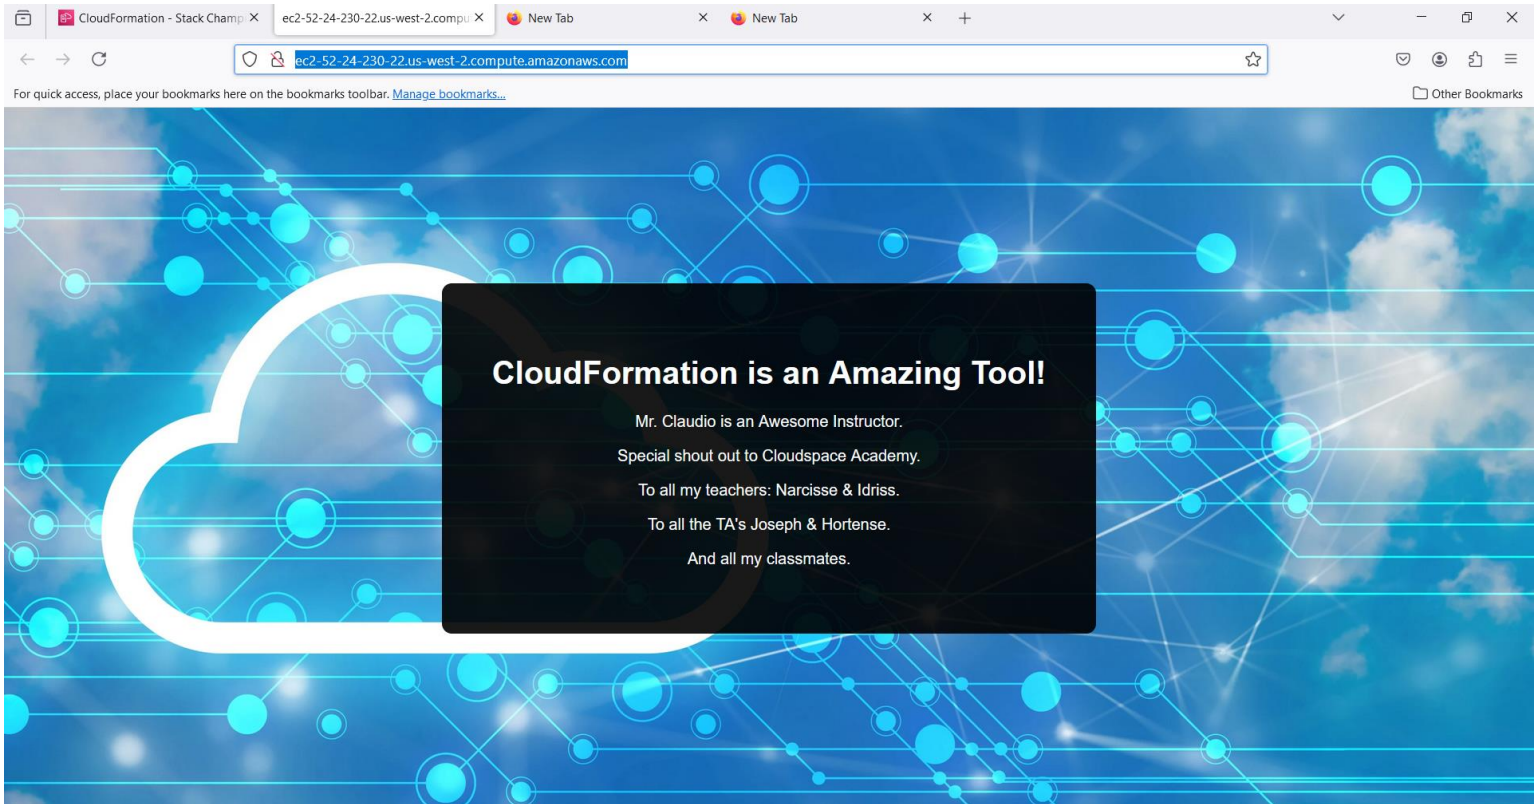 CloudFormation - Stack Champ
ec2-52-24-230-22.us-west-2.compu
New Tab
New Tab
ec2-52-24-230-22.us-west-2.compute.amazonaws.com
For quick access, place your bookmarks here on the bookmarks toolbar. Manage bookmarks...
Other Bookmarks
CloudFormation is an Amazing Tool!
Mr. Claudio is an Awesome Instructor.
Special shout out to Cloudspace Academy.
To all my teachers: Narcisse & Idriss.
To all the TA's Joseph & Hortense.
And all my classmates.